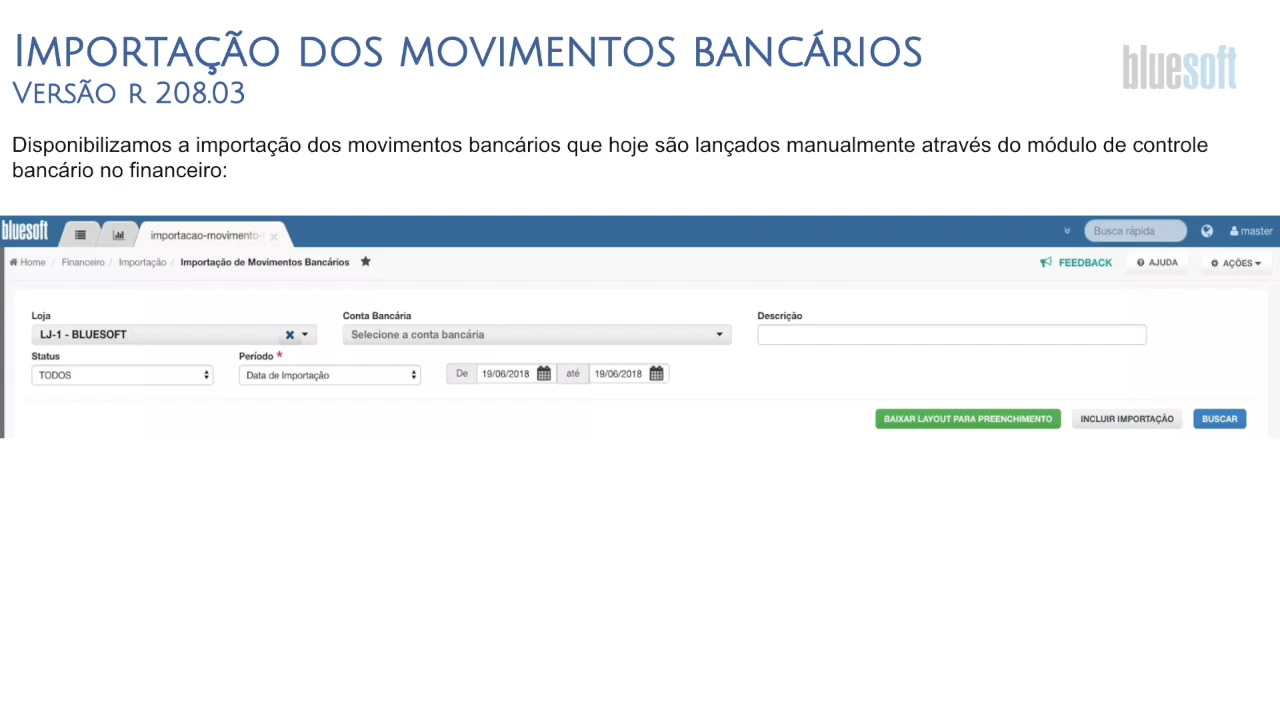 Importação dos movimentos bancários
Versão r 208.03
bluesoft
Disponibilizamos a importação dos movimentos bancários que hoje são lançados manualmente através do módulo de controle
bancário no financeiro:
bluesoft
importacao-movimento-
Busca rápida
master
Home / Financeiro / Importação / Importação de Movimentos Bancários
FEEDBACK
AJUDA
AÇÕES
Loja
Conta Bancária
Descrição
LJ-1 - BLUESOFT
Selecione a conta bancária
Status
Período *
TODOS
Data de Importação
De 19/06/2018 até 19/06/2018
BAIXAR LAYOUT PARA PREENCHIMENTO
INCLUIR IMPORTAÇÃO
BUSCAR